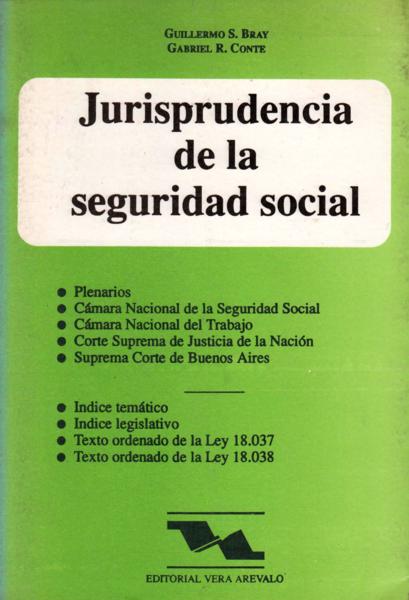 Guillermo S. Bray
Gabriel R. Conte
Jurisprudencia
de la
seguridad social
● Plenarios
● Cámara Nacional de la Seguridad Social
● Cámara Nacional del Trabajo
● Corte Suprema de Justicia de la Nación
● Suprema Corte de Buenos Aires
● Indice temático
● Indice legislativo
● Texto ordenado de la Ley 18.037
● Texto ordenado de la Ley 18.038
EDITORIAL VERA AREVALO